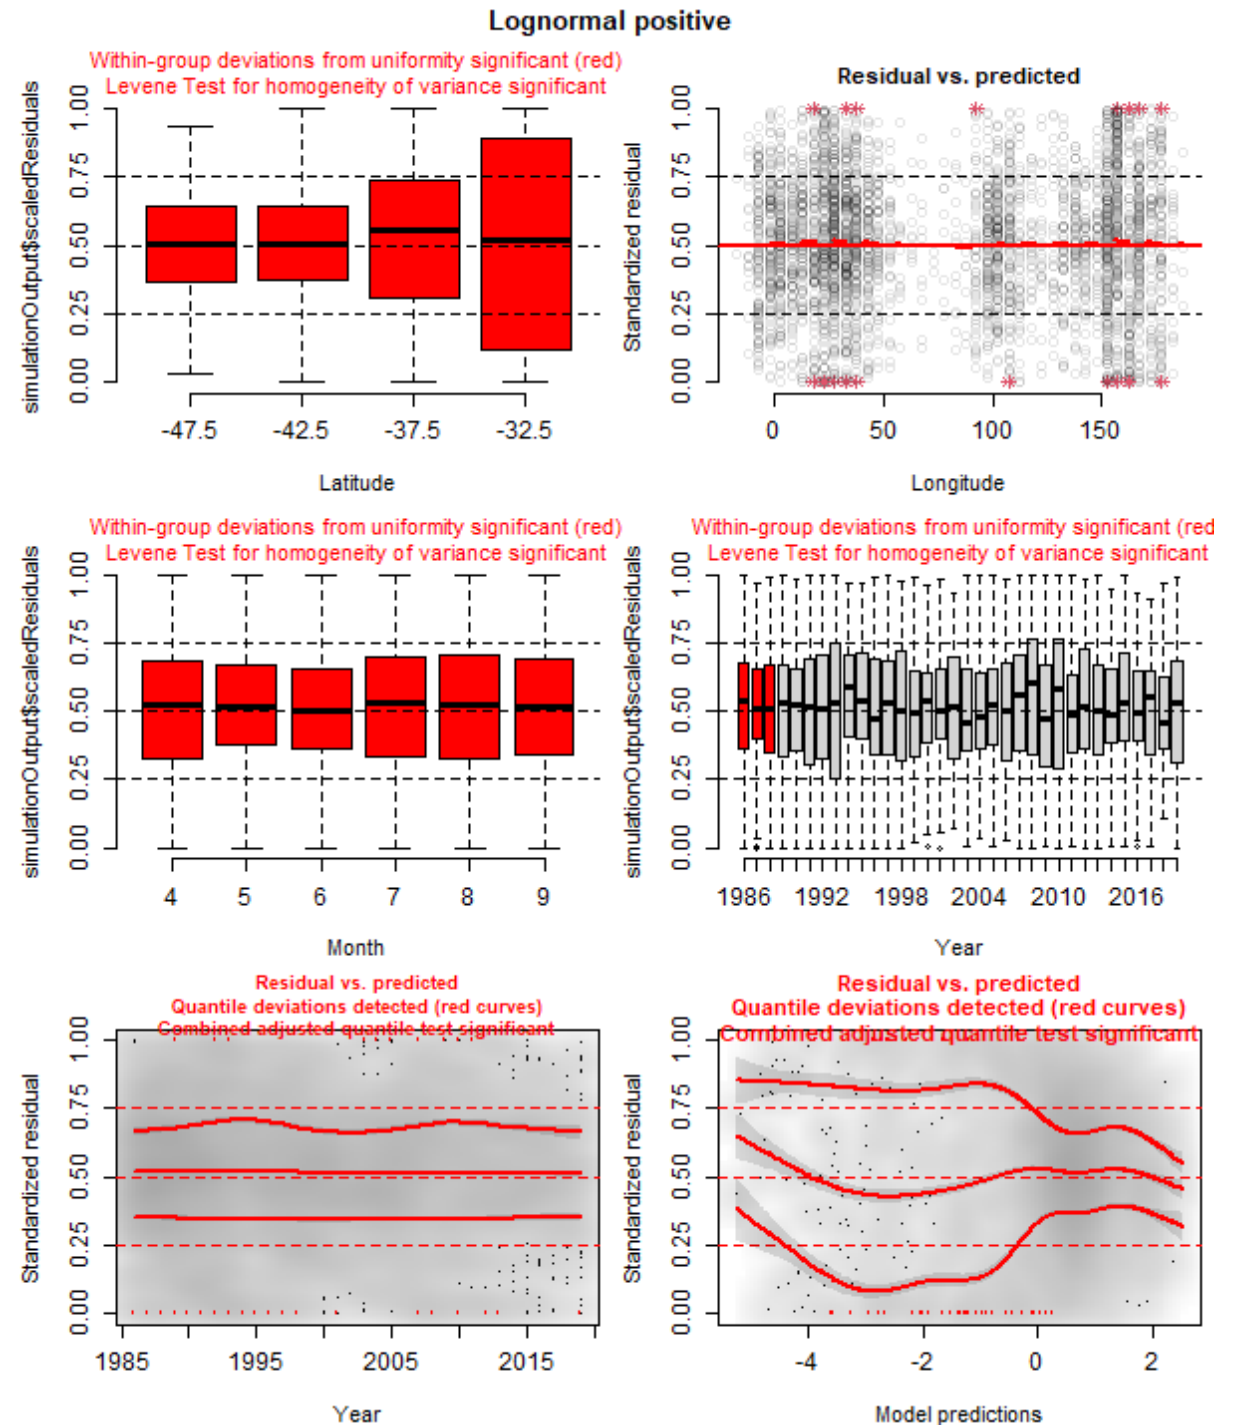 Lognormal positive
Within-group deviations from uniformity significant (red)
Levene Test for homogeneity of variance significant
simulationOutput$scaledResiduals
0.00 0.25 0.50 0.75 1.00
-47.5 -42.5 -37.5 -32.5
Latitude
Residual vs. predicted
Standardized residual
0.00 0.25 0.50 0.75 1.00
0 50 100 150
Longitude
Within-group deviations from uniformity significant (red)
Levene Test for homogeneity of variance significant
simulationOutput$scaledResiduals
0.00 0.25 0.50 0.75 1.00
4 5 6 7 8 9
Month
Within-group deviations from uniformity significant (red
Levene Test for homogeneity of variance significant
simulationOutput$scaledResiduals
0.00 0.25 0.50 0.75 1.00
1986 1992 1998 2004 2010 2016
Year
Residual vs. predicted
Quantile deviations detected (red curves)
Combined adjusted quantile test significant
Standardized residual
0.00 0.25 0.50 0.75 1.00
1985 1995 2005 2015
Year
Residual vs. predicted
Quantile deviations detected (red curves)
Combined adjusted quantile test significant
Standardized residual
0.00 0.25 0.50 0.75 1.00
-4 -2 0 2
Model predictions